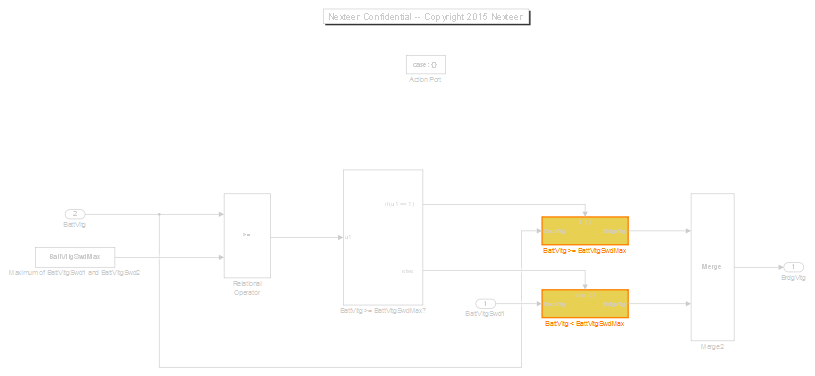 Nexteer Confidential -- Copyright 2015 Nexteer
case: {}
Action Port
2
BattVltg
BattVltgSwdMax
Maximum of BattVltgSwd1 and BattVltgSwd2
>=
Relational
Operator
u1
if(u1 == 1)
else
BattVltg >= BattVltgSwdMax?
BattVltg >= BattVltgSwdMax
1
BattVltgSwd1
BattVltg < BattVltgSwdMax
Merge
Merge2
1
BrdgVltg